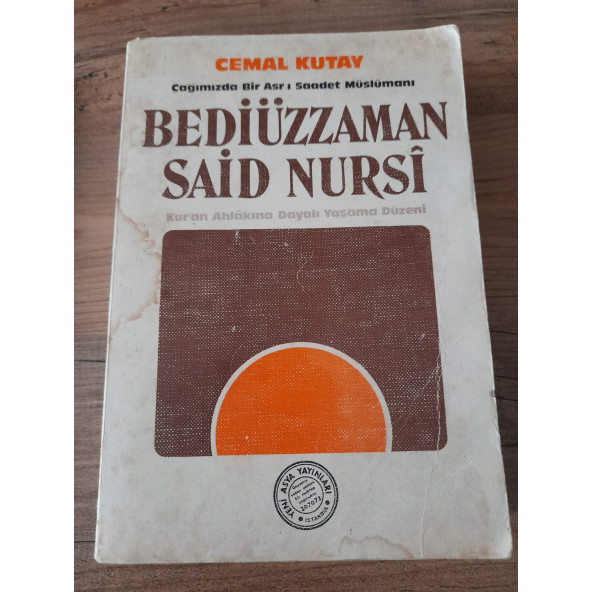 CEMAL KUTAY
Çağımızda Bir Asr ı Saadet Müslümanı
BEDİÜZZAMAN
SAİD NURSÎ
Kur'an Ahlâkına Dayalı Yaşama Düzeni
YENİ ASYA YAYINLARI
207073
İSTANBUL